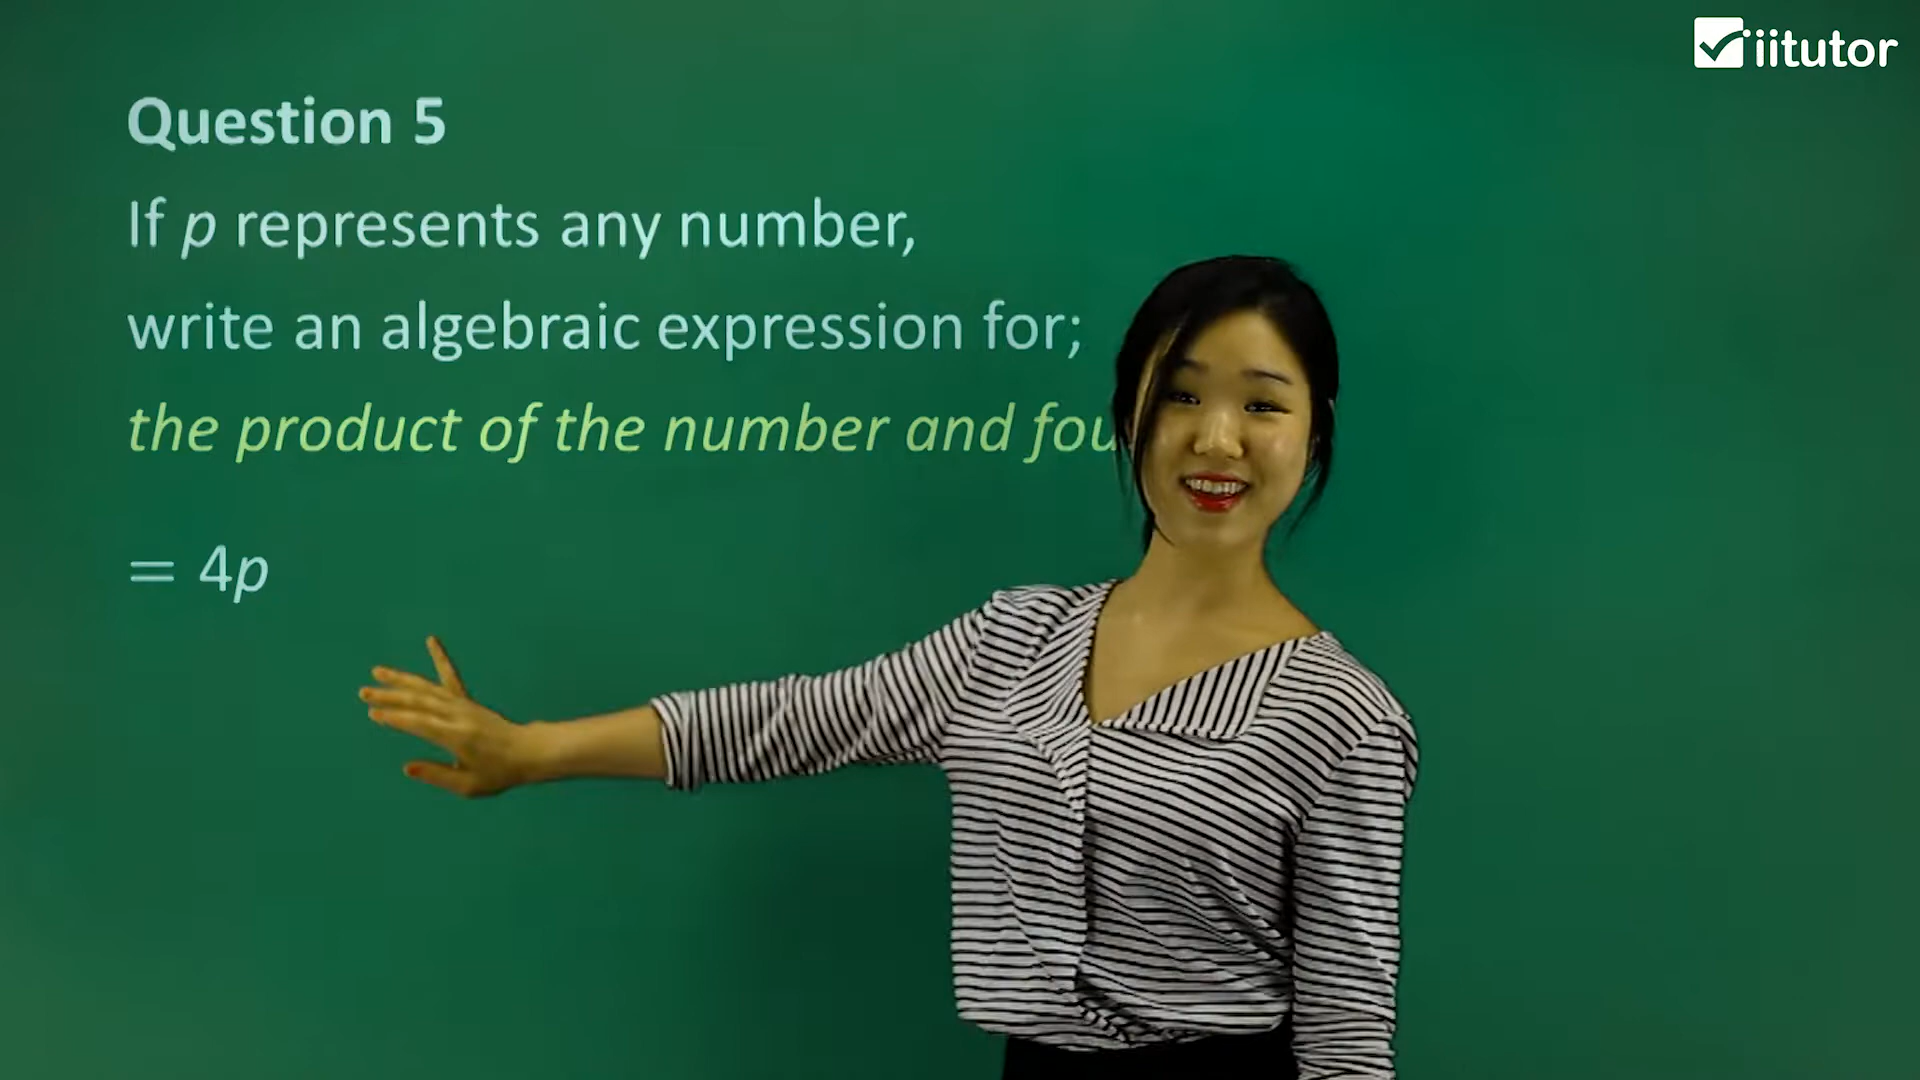 iitutor
Question 5
If p represents any number,
write an algebraic expression for;
the product of the number and
= 4p